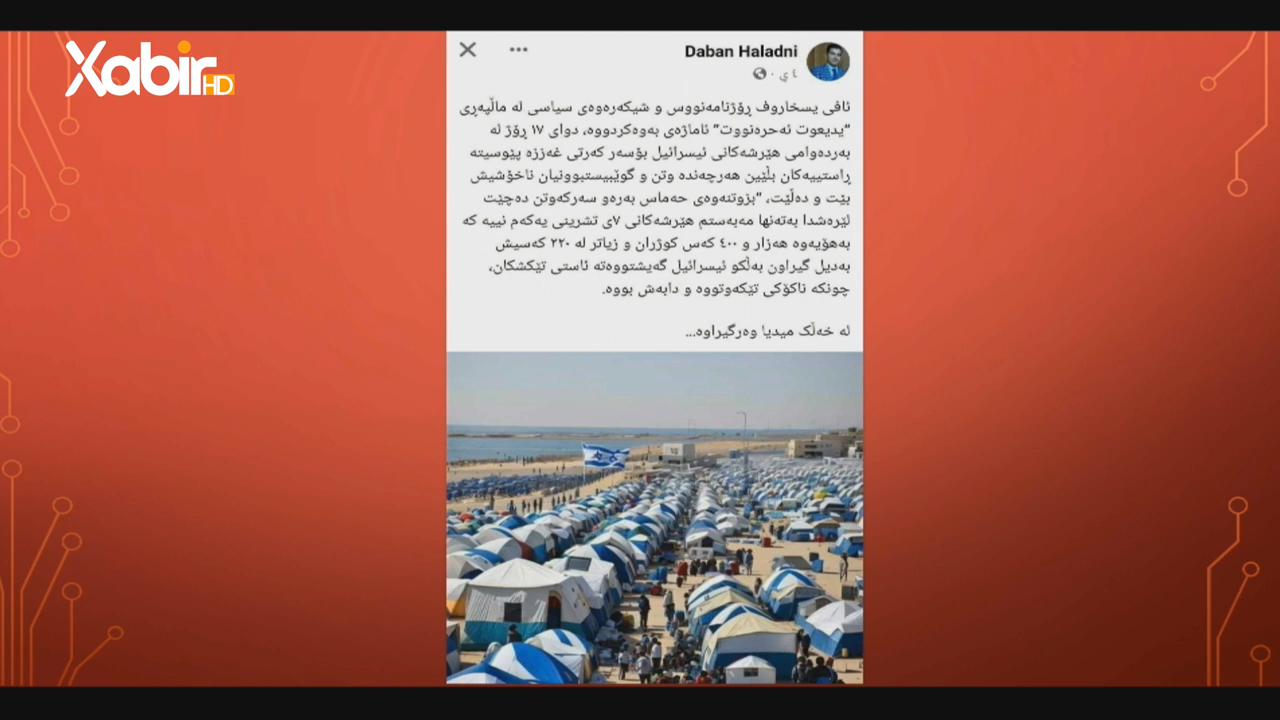 Xabir HD
Daban Haladni
٤ي ·
ئافی یسخاروف ڕۆژنامەنووس و شیکەرەوەی سیاسی لە ماڵپەڕی
"یدیعوت ئەحرەنووت" ئاماژەی بەوەکردووە، دوای ١٧ ڕۆژ لە
بەردەوامی هێرشەکانی ئیسرائیل بۆسەر کەرتی غەززە پێوسیتە
ڕاستییەکان بڵێین هەرچەندە وتن و گوێبیستبوونیان ناخۆشیش
بێت و دەڵێت، "بزوتنەوەی حەماس بەرەو سەرکەوتن دەچێت
لێرەشدا بەتەنها مەبەستم هێرشەکانی ٧ی تشرینی یەکەم نییە کە
بەهۆیەوە هەزار و ٤٠٠ کەس کوژران و زیاتر لە ٢٢٠ کەسیش
بەدیل گیراون بەڵکو ئیسرائیل گەیشتووەتە ئاستی تێکشکان،
چونکە ناکۆکی تێکەوتووە و دابەش بووە.
لە خەڵک میدیا وەرگیراوە...